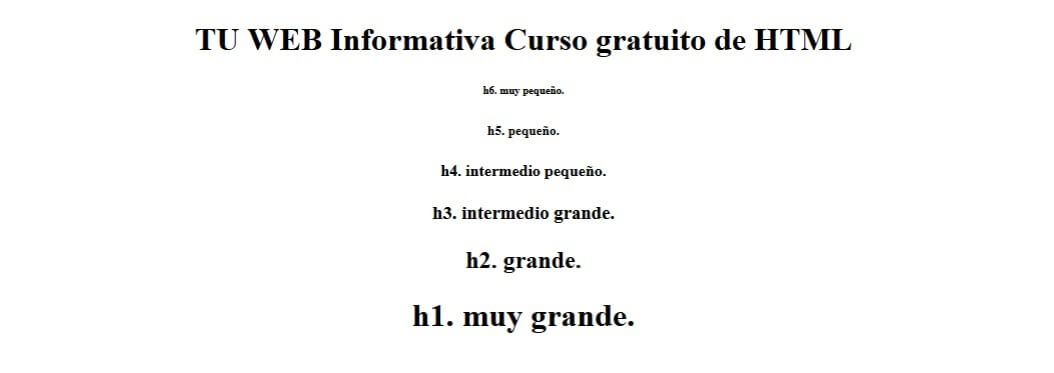 TU WEB Informativa Curso gratuito de HTML
h6. muy pequeño.
h5. pequeño.
h4. intermedio pequeño.
h3. intermedio grande.
h2. grande.
h1. muy grande.